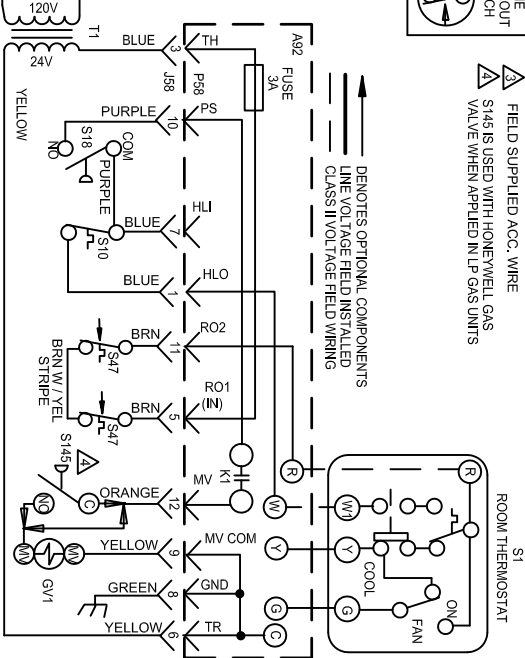 120V
T1
24V
BLUE
3
TH
J58
P58
A92
FUSE
3A
PURPLE
10
PS
S18
NO
COM
PURPLE
YELLOW
HLI
BLUE
7
S10
BLUE
1
HLO
BRN
11
RO2
S47
BRN W / YEL
STRIPE
S47
BRN
5
RO1
(IN)
K1
S145
4
NO
C
ORANGE
12
MV
MV
GV1
MV
YELLOW
9
MV COM
GREEN
8
GND
YELLOW
6
TR
C
R
W
Y
G
DENOTES OPTIONAL COMPONENTS
LINE VOLTAGE FIELD INSTALLED
CLASS II VOLTAGE FIELD WIRING
3
FIELD SUPPLIED ACC. WIRE
4
S145 IS USED WITH HONEYWELL GAS
VALVE WHEN APPLIED IN LP GAS UNITS
OUT
CH
S1
ROOM THERMOSTAT
R
W1
Y
G
COOL
ON
FAN